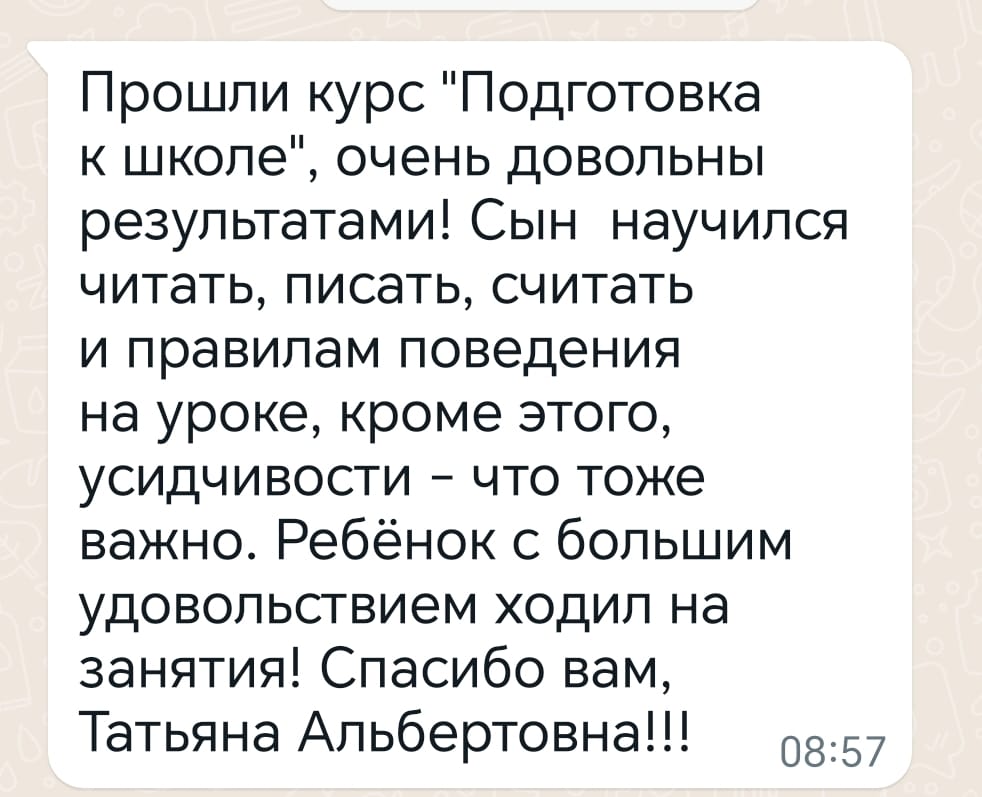 Прошли курс "Подготовка
к школе", очень довольны
результатами! Сын  научился
читать, писать, считать
и правилам поведения
на уроке, кроме этого,
усидчивости – что тоже
важно. Ребёнок с большим
удовольствием ходил на
занятия! Спасибо вам,
Татьяна Альбертовна!!!
08:57